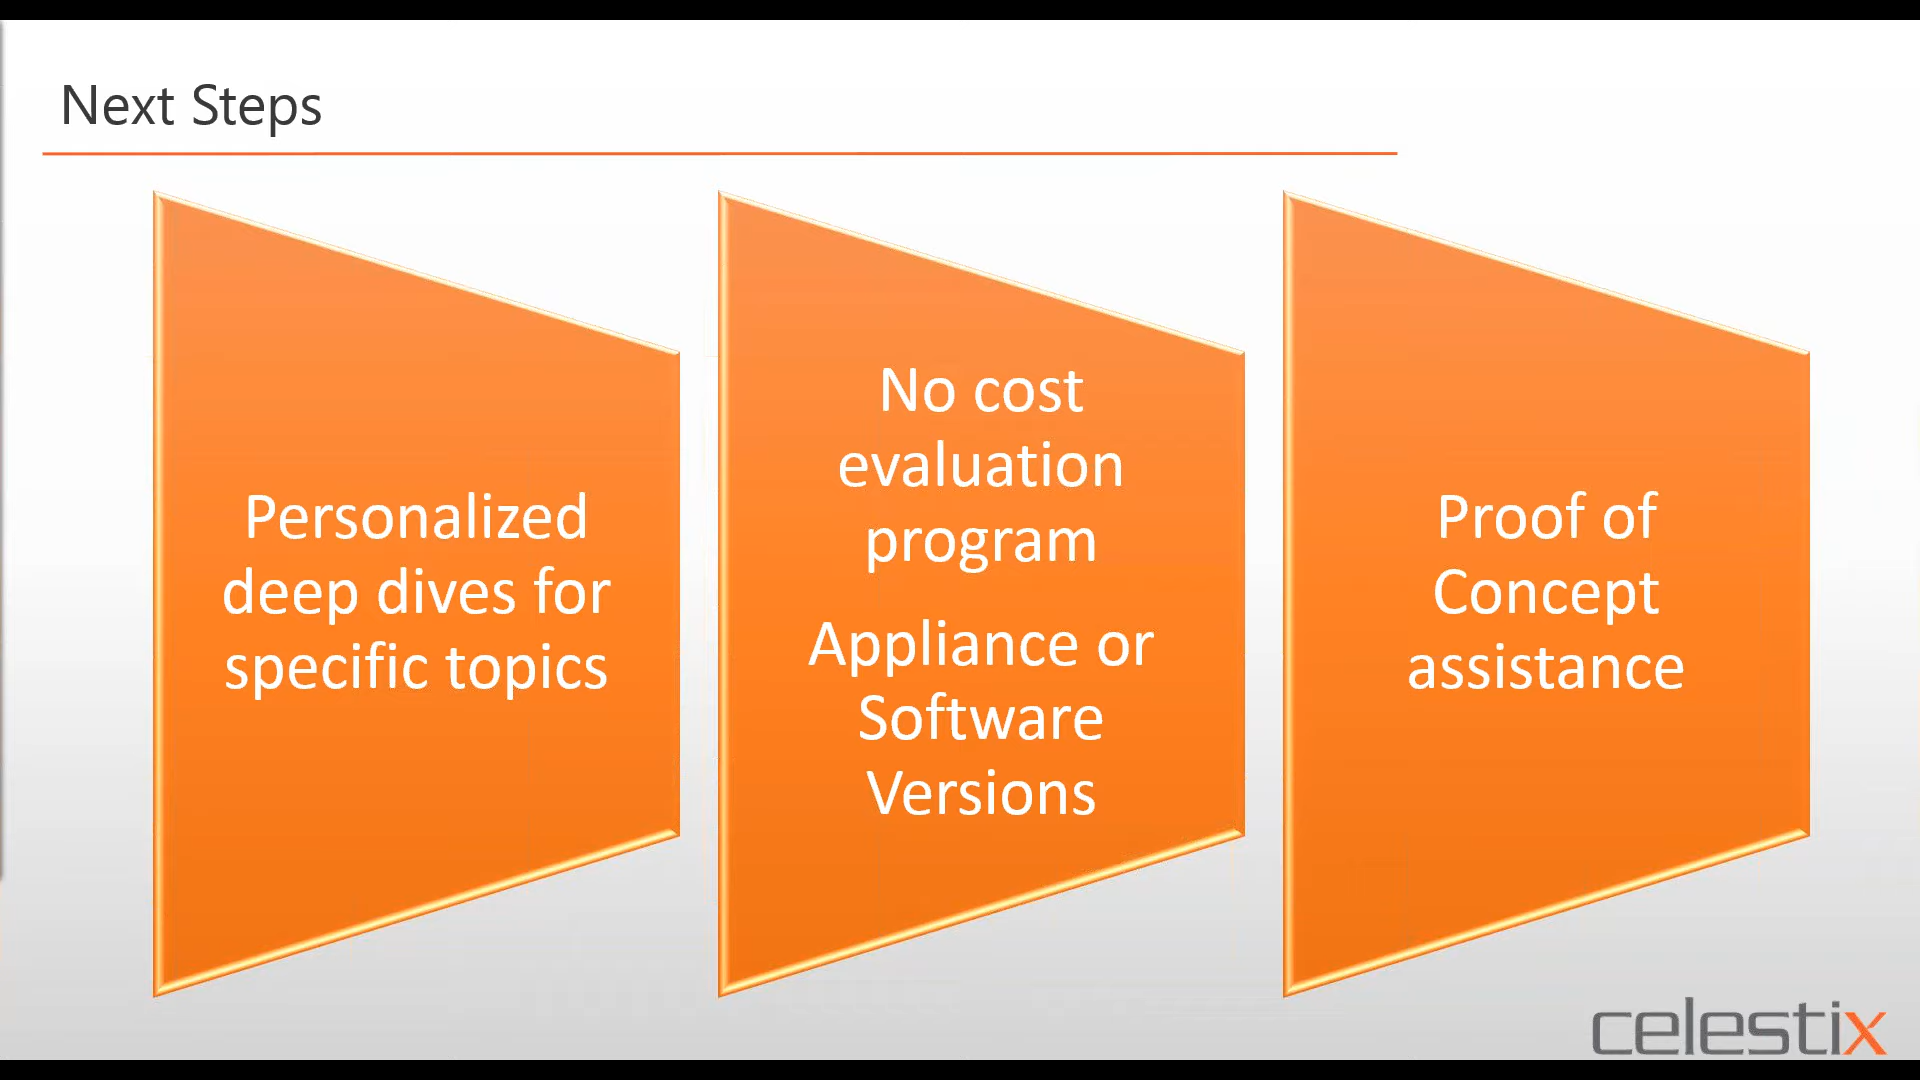 Next Steps
Personalized
deep dives for
specific topics
No cost
evaluation
program
Appliance or
Software
Versions
Proof of
Concept
assistance
celestix